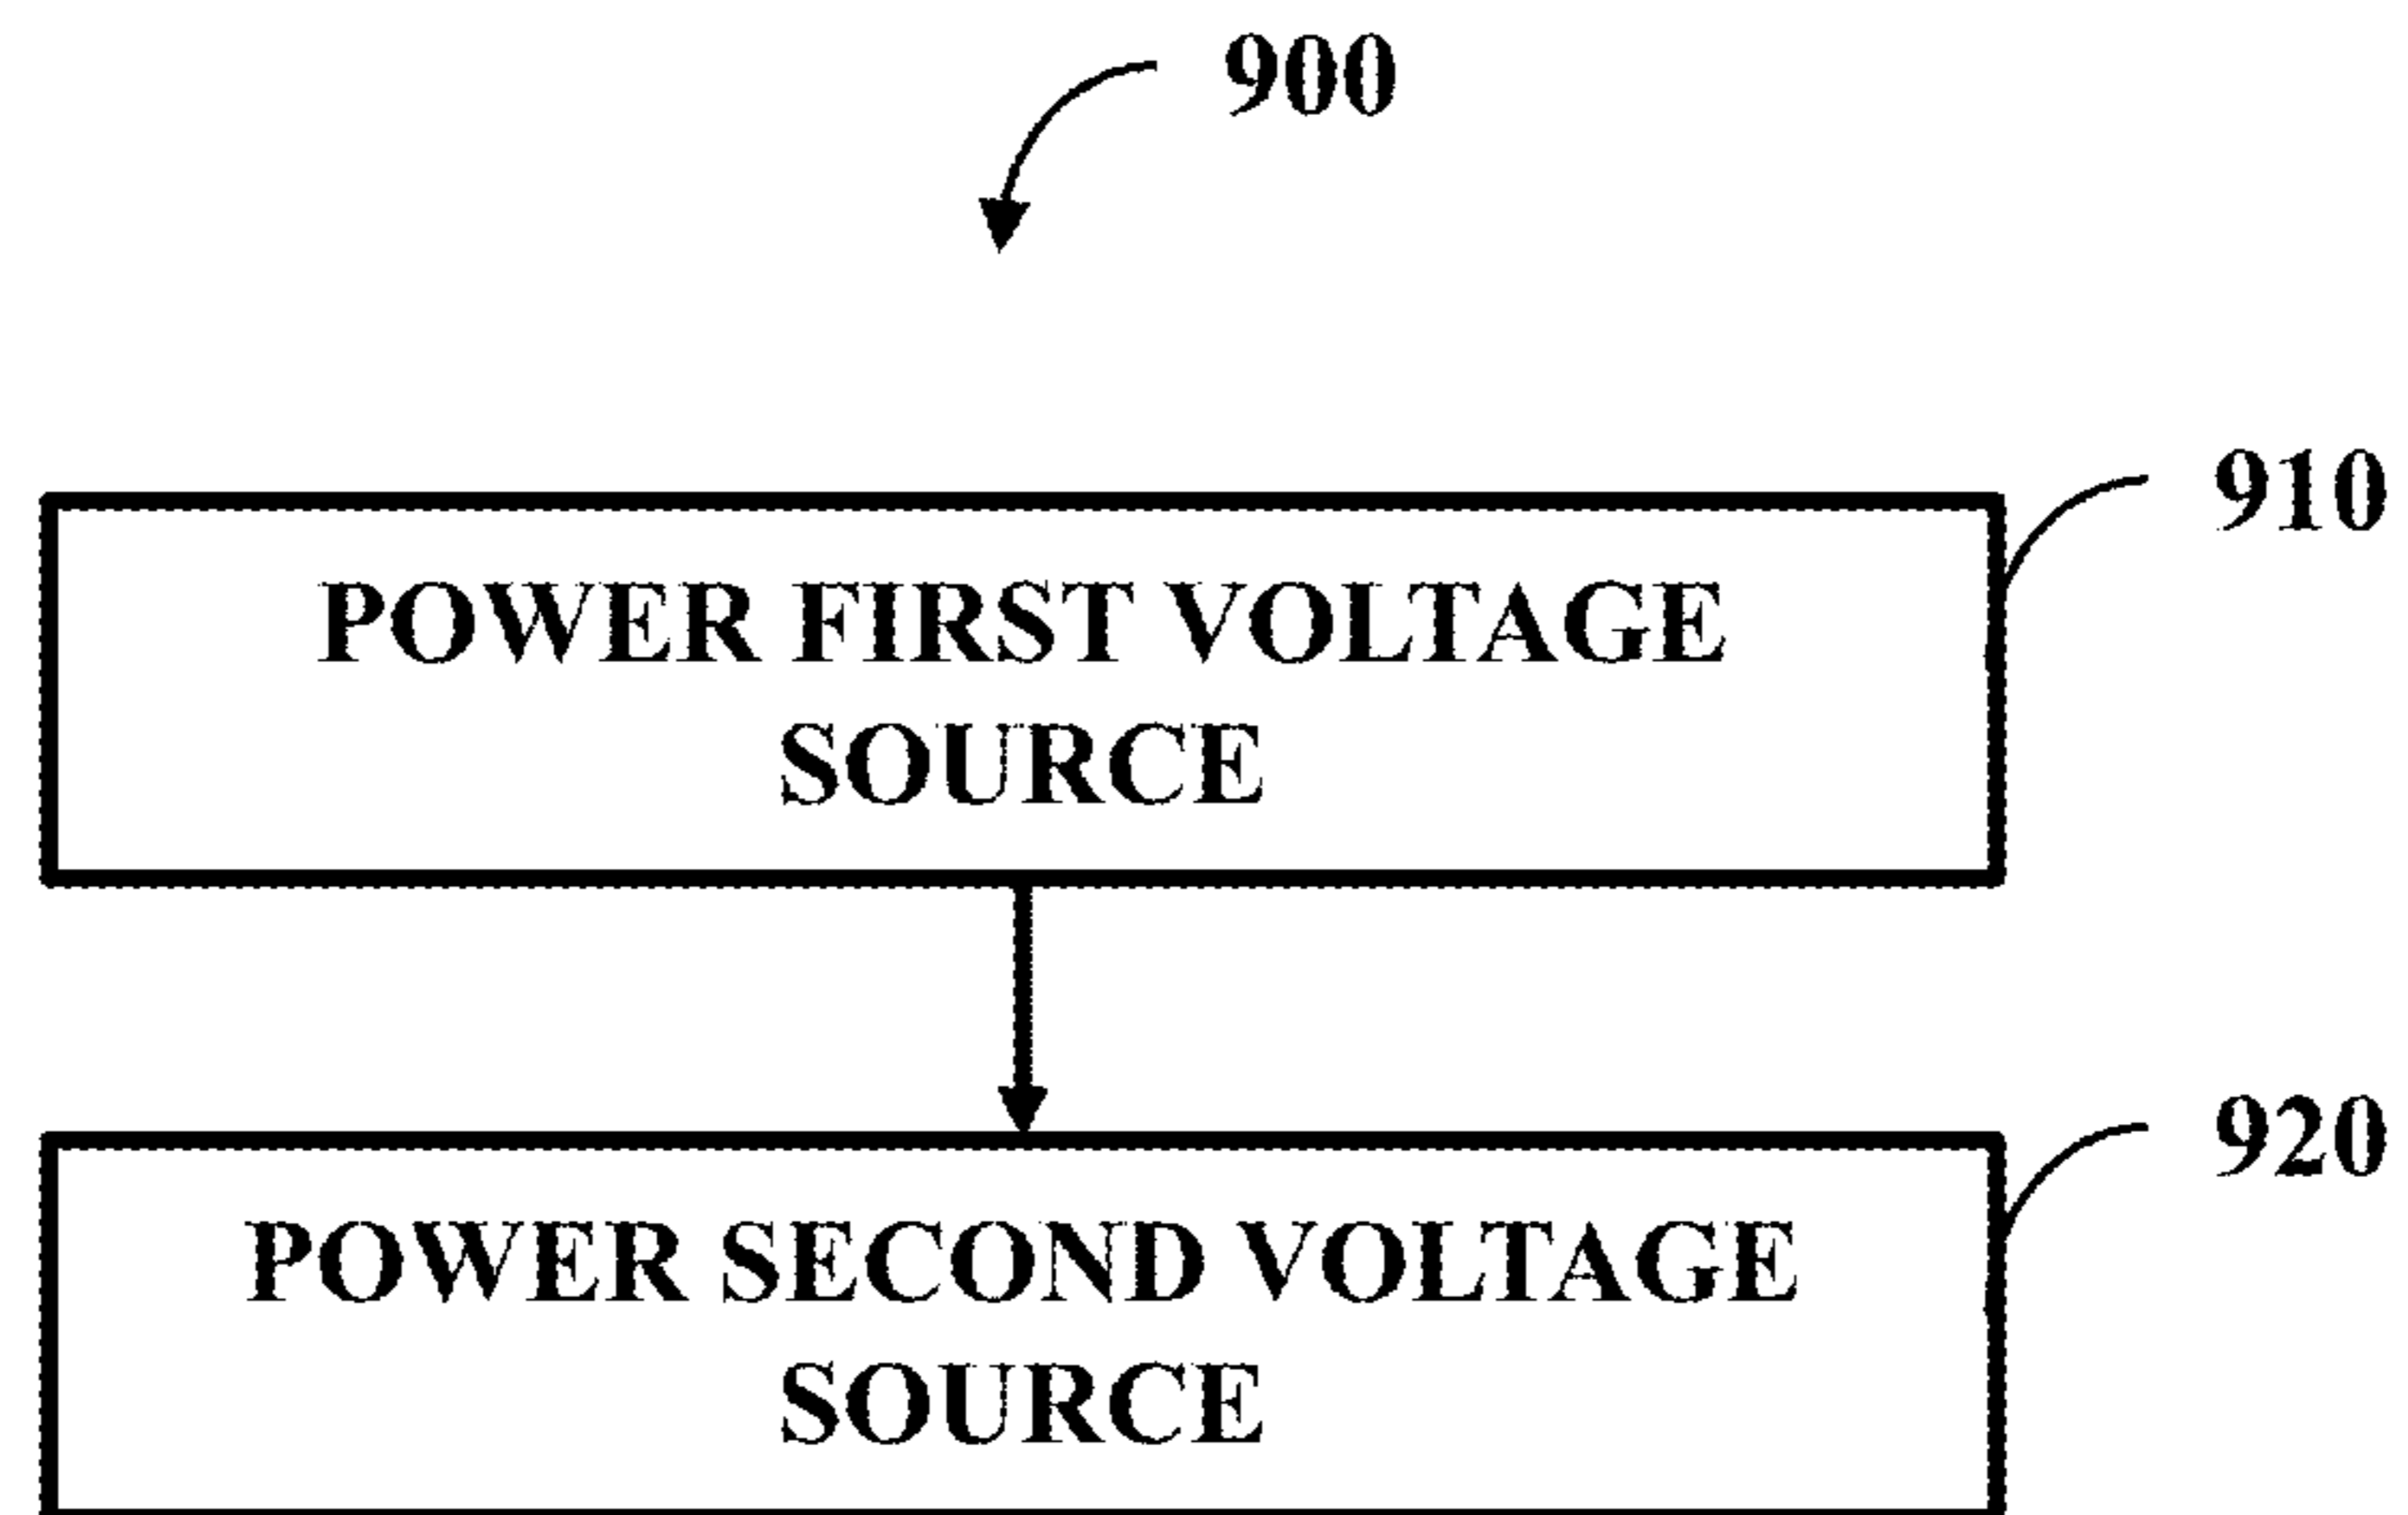 900
910
POWER FIRST VOLTAGE
SOURCE
920
POWER SECOND VOLTAGE
SOURCE